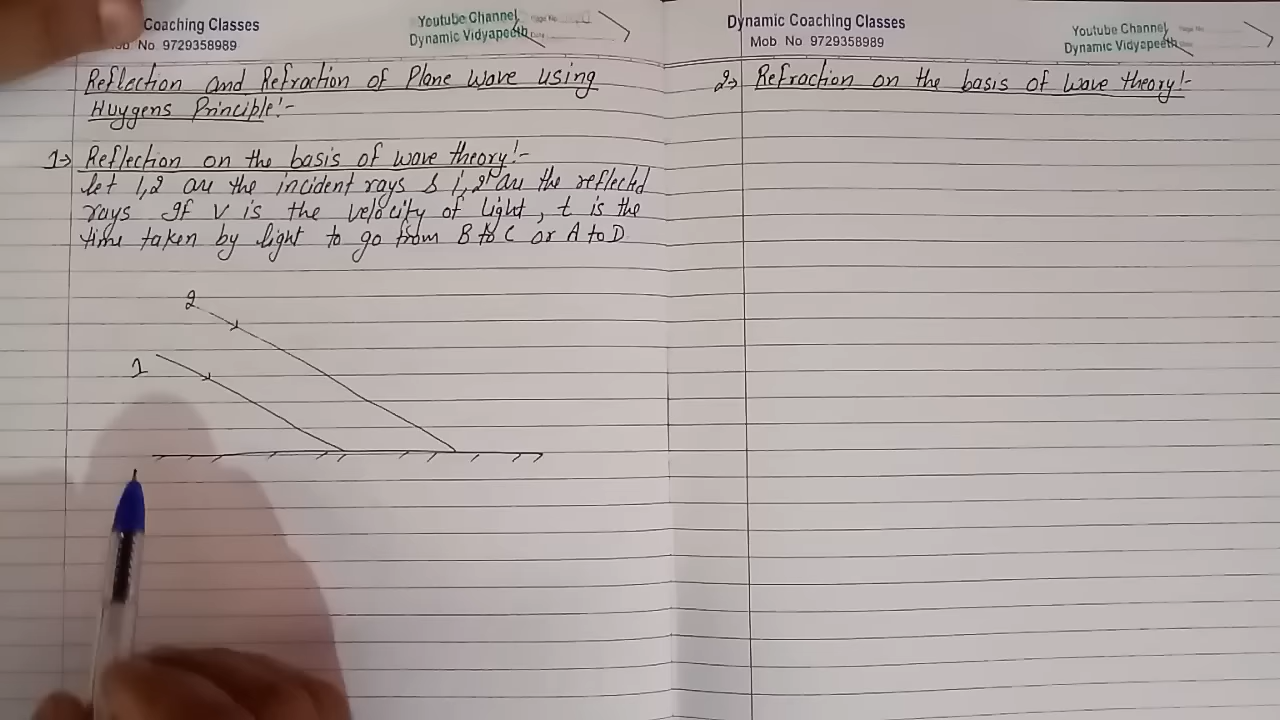 Coaching Classes
Mob No 9729358989
Youtube Channel
Dynamic Vidyapeeth
Reflection and Refraction of Plane Wave using
Huygens Principle:-
1→ Reflection on the basis of wave theory:-
let 1,2 are the incident rays & 1', 2' are the reflected
rays If V is the velocity of light, t is the
time taken by light to go from B to C or A to D
2
1
Dynamic Coaching Classes
Mob No 9729358989
Youtube Channel
Dynamic Vidyapeeth
2→ Refraction on the basis of wave theory:-